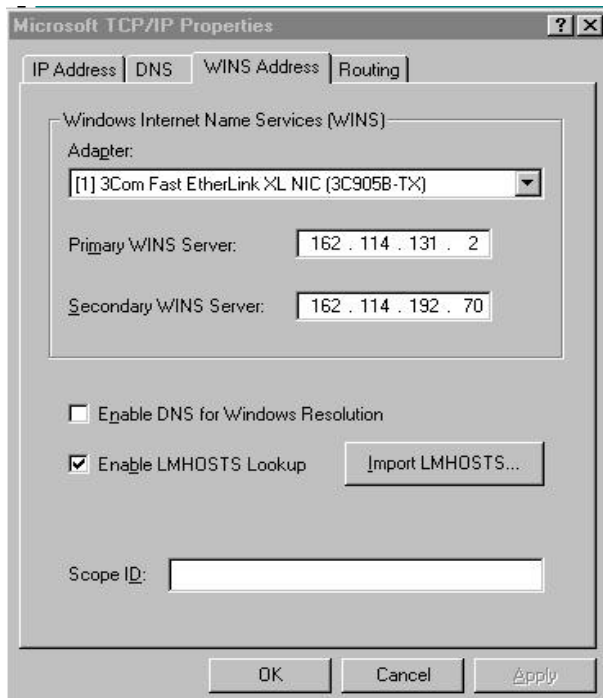 Microsoft TCP/IP Properties
IP Address DNS WINS Address Routing
Windows Internet Name Services (WINS)
Adapter:
[1] 3Com Fast EtherLink XL NIC (3C905B-TX)
Primary WINS Server: 162 . 114 . 131 . 2
Secondary WINS Server: 162 . 114 . 192 . 70
Enable DNS for Windows Resolution
Enable LMHOSTS Lookup Import LMHOSTS...
Scope ID:
OK Cancel Apply